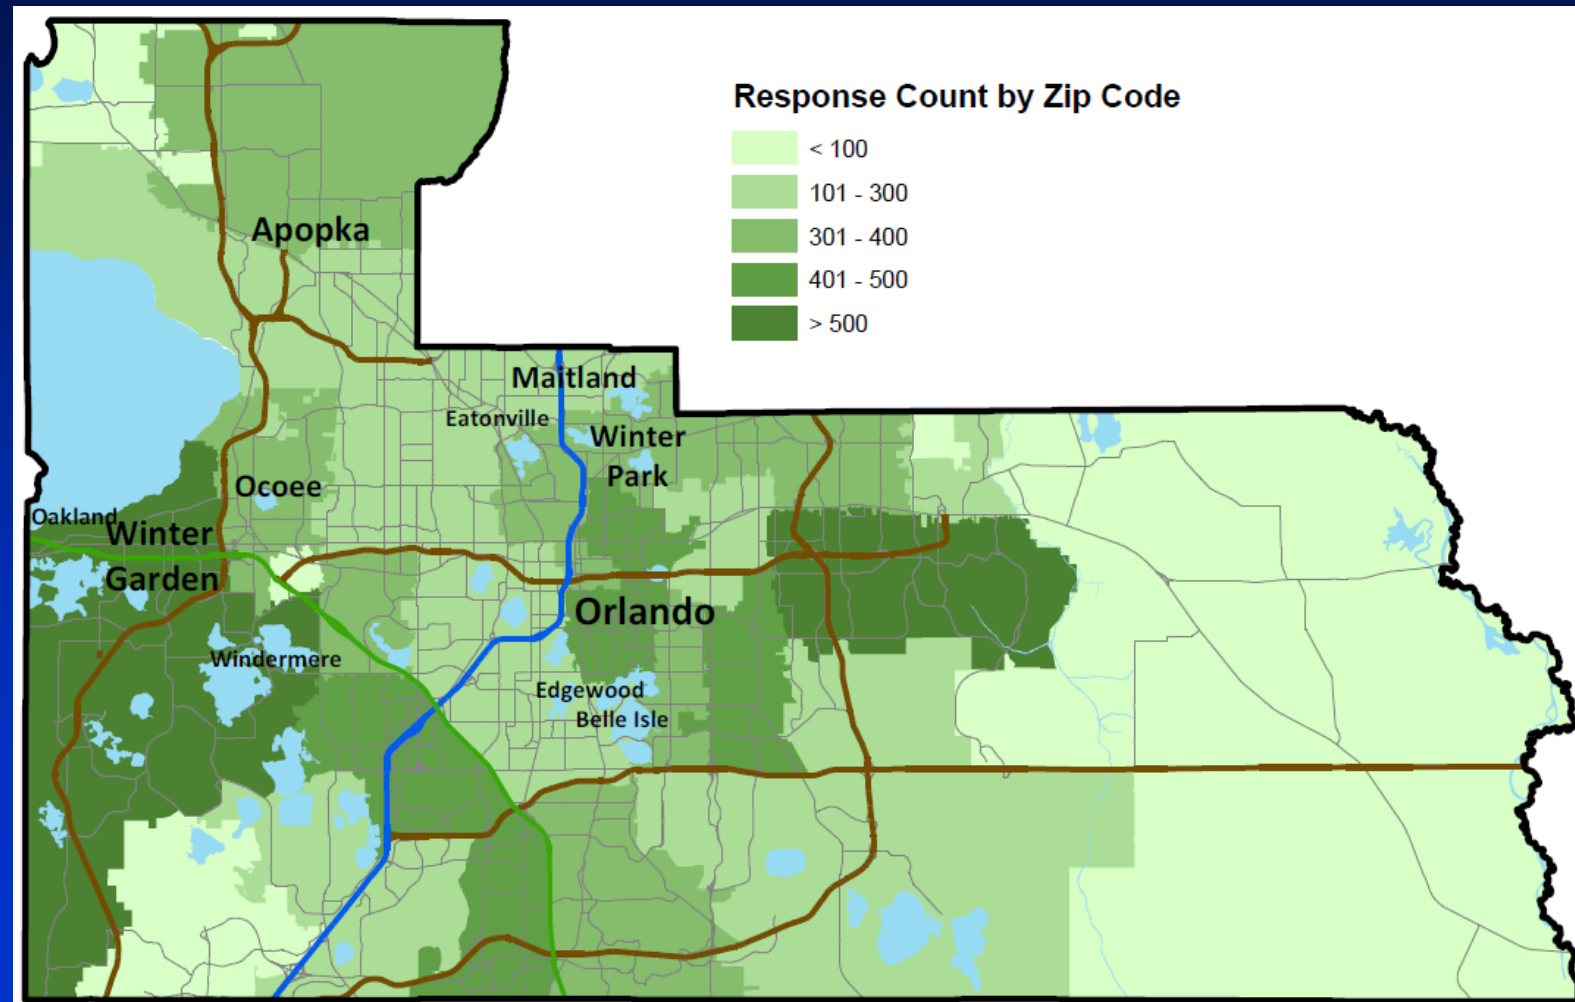 Response Count by Zip Code
< 100
101 - 300
301 - 400
401 - 500
> 500
Apopka
Maitland
Eatonville
Winter
Park
Ocoee
Oakland
Winter
Garden
Orlando
Windermere
Edgewood
Belle Isle